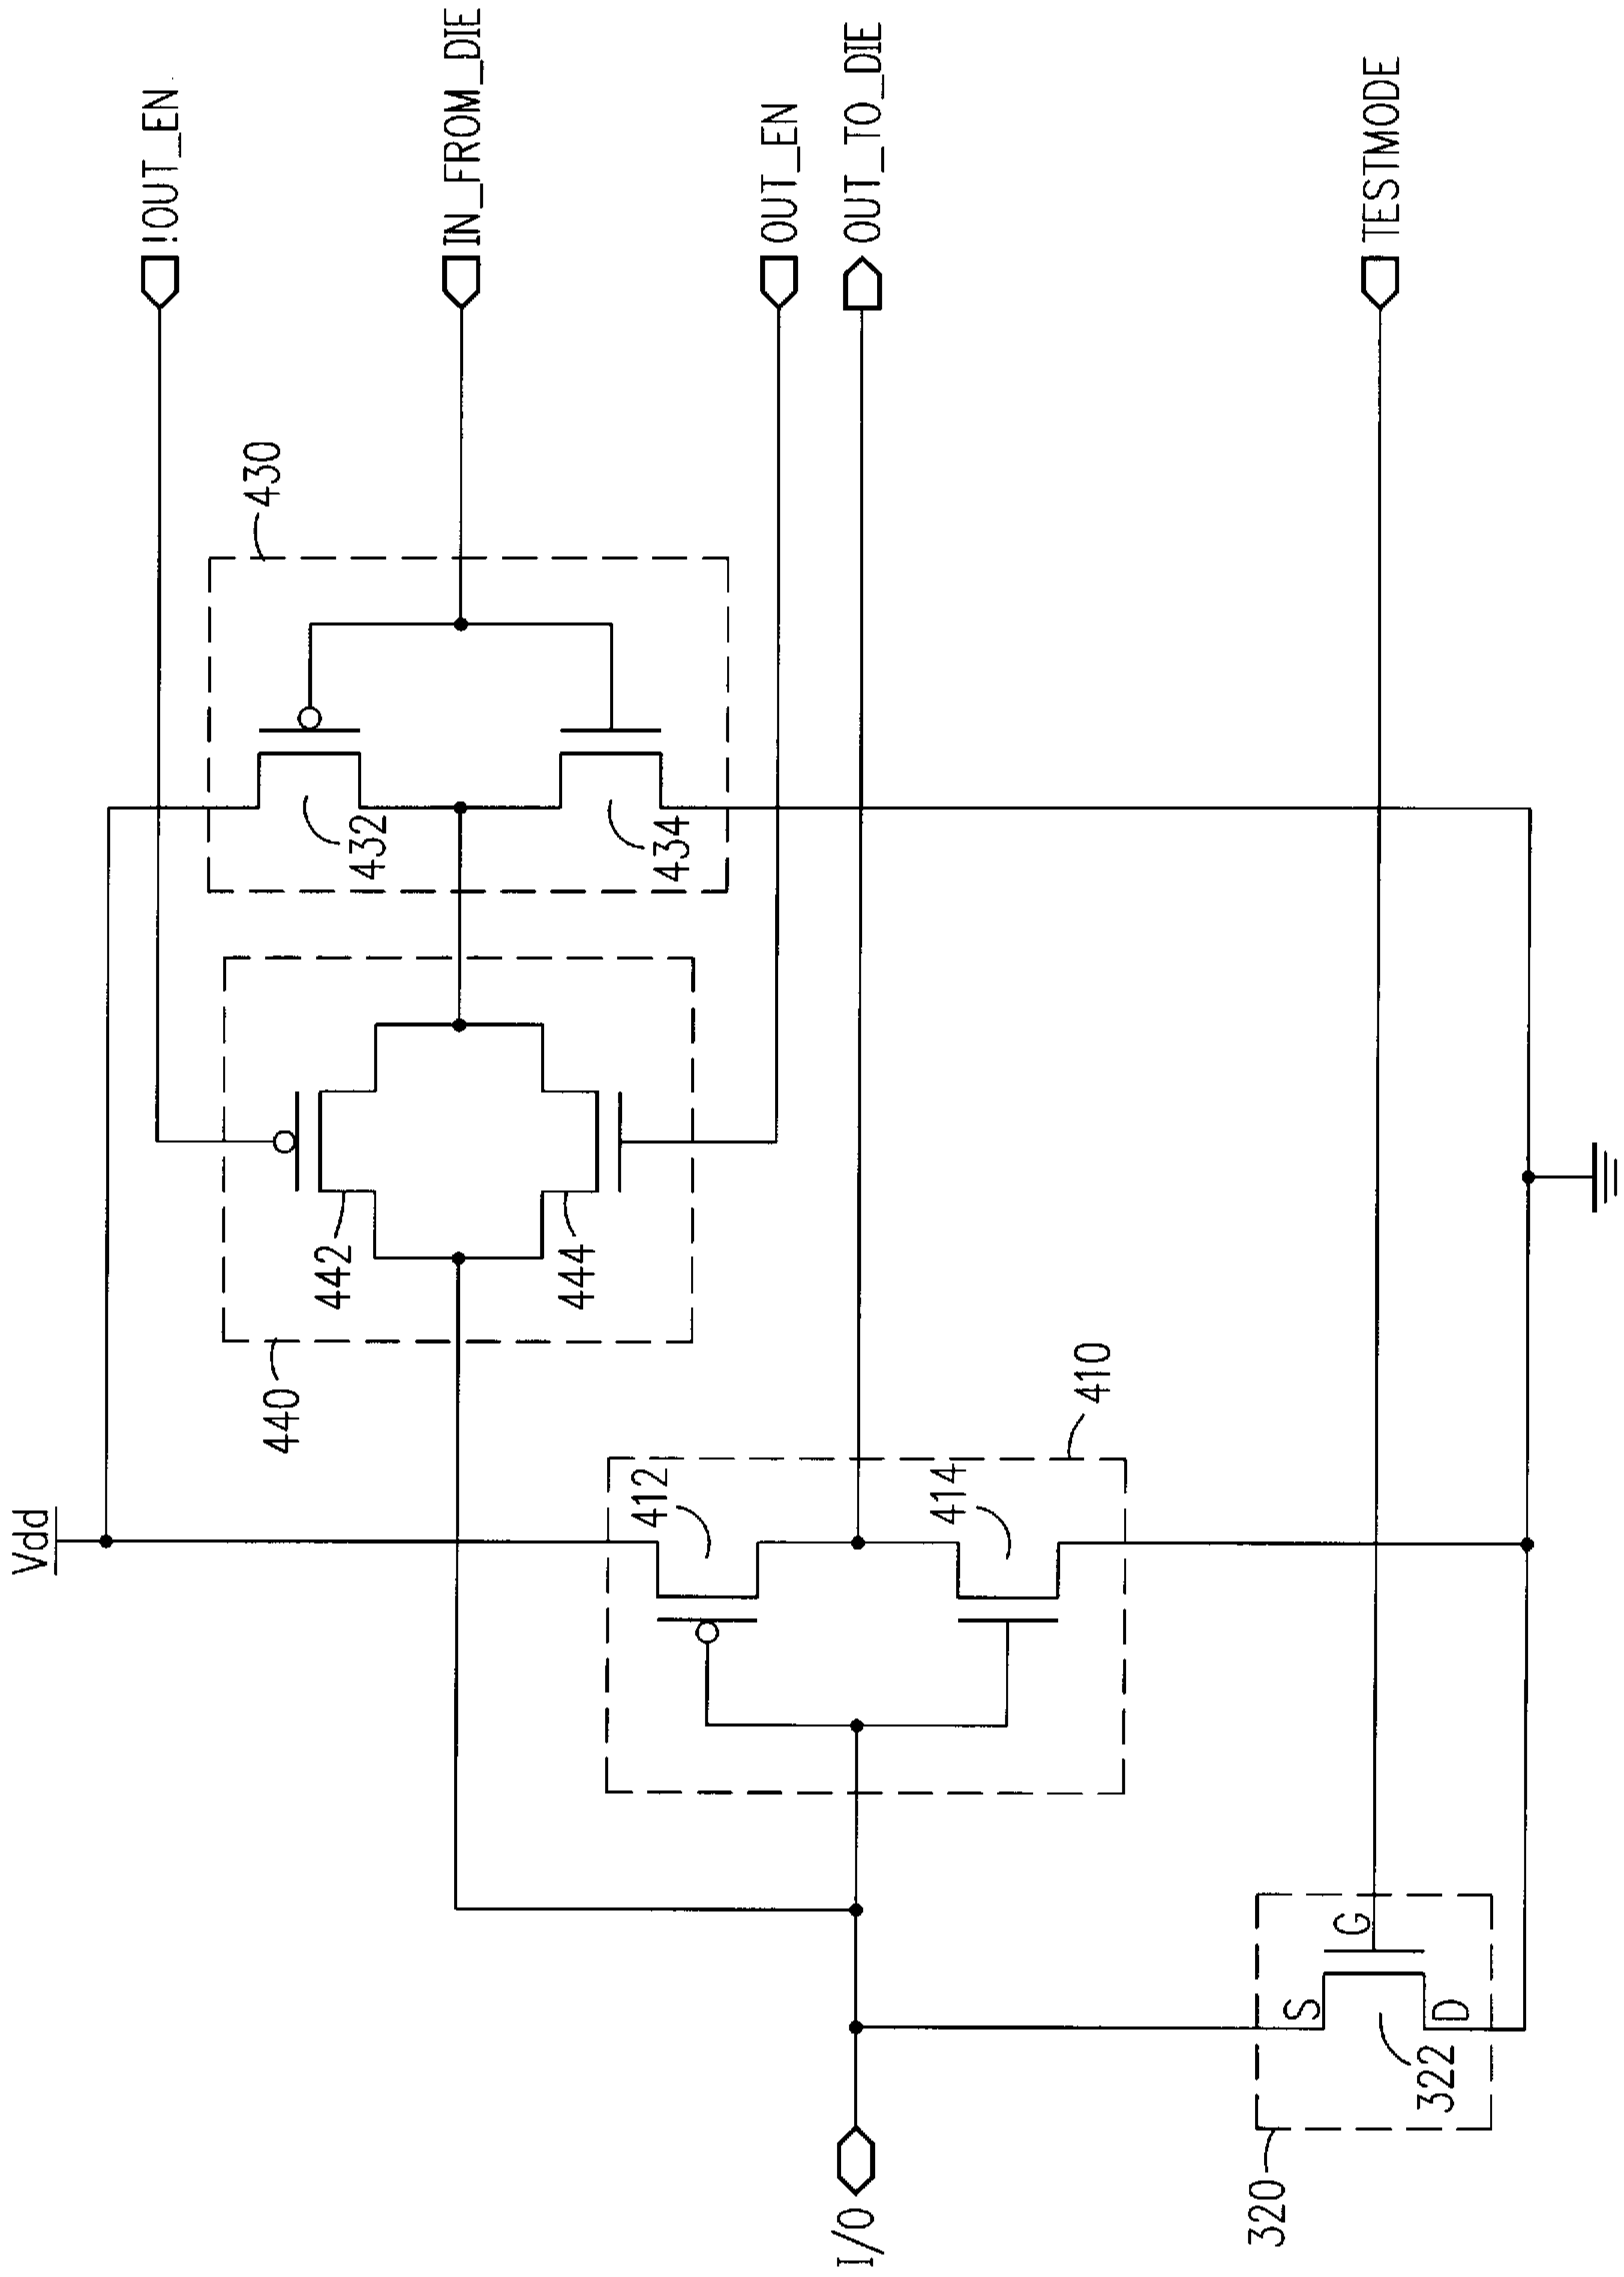 Vdd
!OUT_EN
IN_FROM_DIE
OUT_EN
OUT_TO_DIE
TESTMODE
430
432
434
440
442
444
410
412
414
I/O
320
322
S
G
D